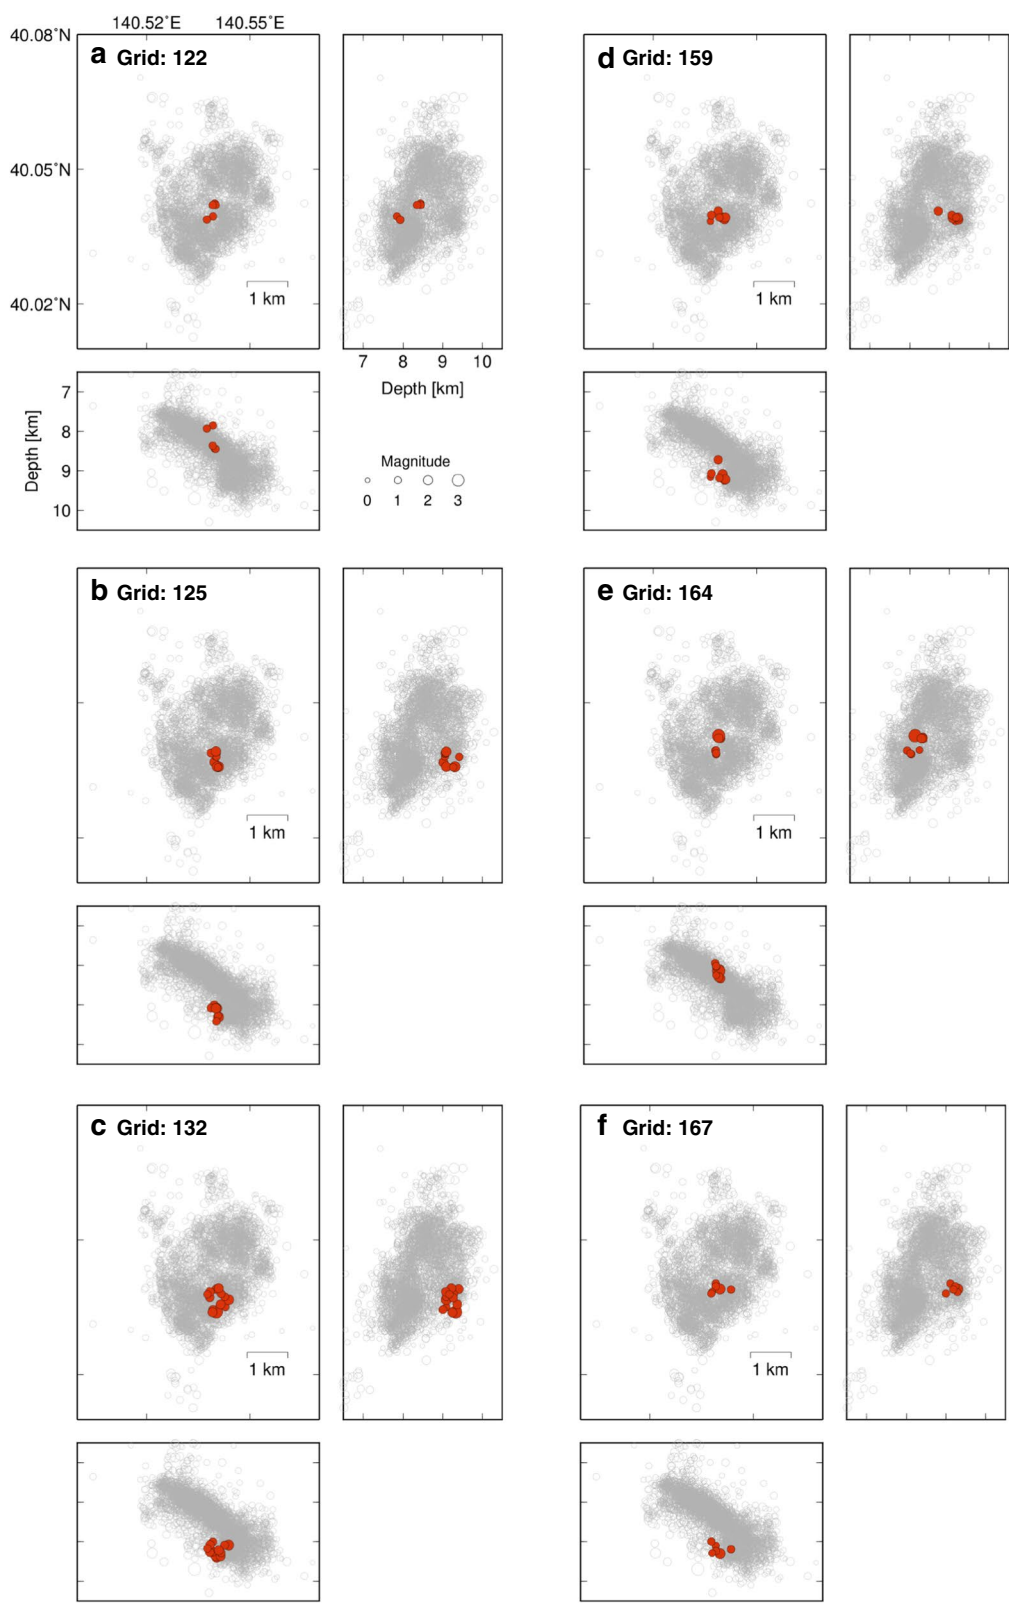 140.52˚E 140.55˚E
40.08˚N
a Grid: 122
40.05˚N
40.02˚N
1 km
7 8 9 10
Depth [km]
7
8
9
10
Depth [km]
Magnitude
0 1 2 3
d Grid: 159
1 km
b Grid: 125
1 km
e Grid: 164
1 km
c Grid: 132
1 km
f Grid: 167
1 km